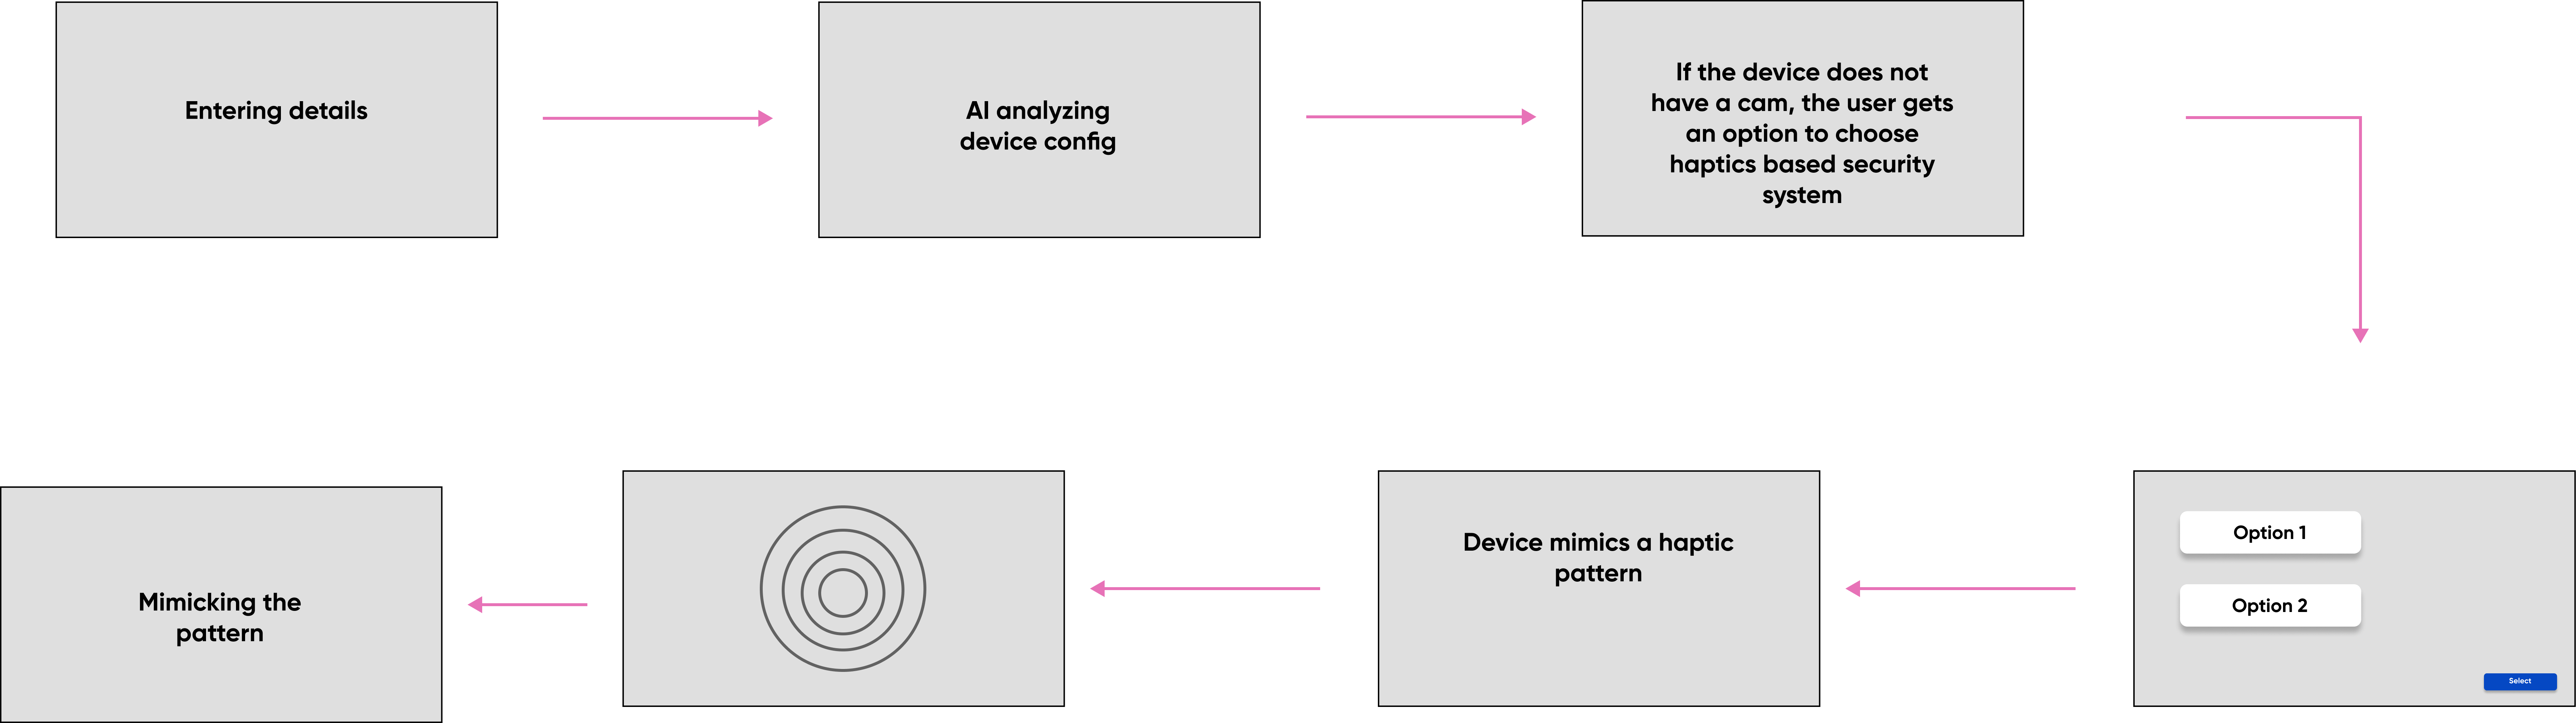 Entering details
AI analyzing
device config
If the device does not
have a cam, the user gets
an option to choose
haptics based security
system
Option 1
Option 2
Select
Device mimics a haptic
pattern
Mimicking the
pattern